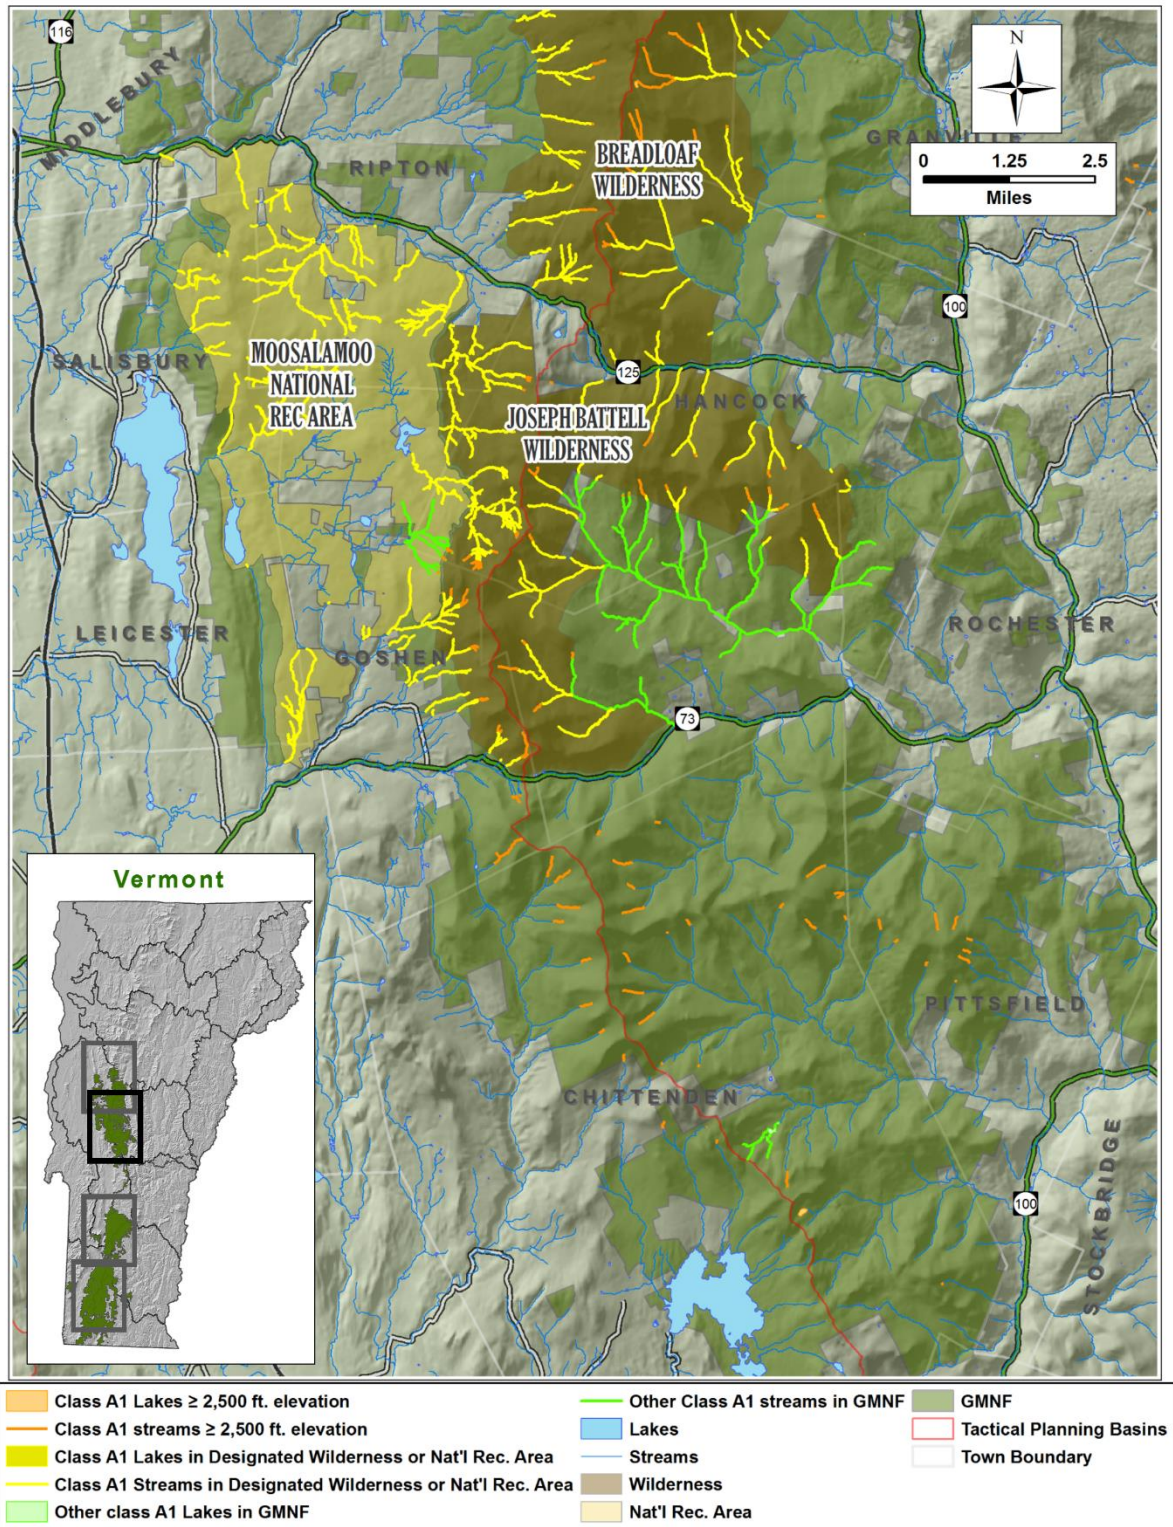 116
N
MIDDLEBURY
GRANVILLE
BREADLOAF
WILDERNESS
RIPTON
0 1.25 2.5
Miles
100
MOOSALAMOO
NATIONAL
REC AREA
SALISBURY
125
HANCOCK
JOSEPH BATTELL
WILDERNESS
LEICESTER
GOSHEN
ROCHESTER
73
Vermont
PITTSFIELD
CHITTENDEN
STOCKBRIDGE
100
Class A1 Lakes ≥ 2,500 ft. elevation
Class A1 streams ≥ 2,500 ft. elevation
Class A1 Lakes in Designated Wilderness or Nat'l Rec. Area
Class A1 Streams in Designated Wilderness or Nat'l Rec. Area
Other class A1 Lakes in GMNF
Other Class A1 streams in GMNF
Lakes
Streams
Wilderness
Nat'l Rec. Area
GMNF
Tactical Planning Basins
Town Boundary